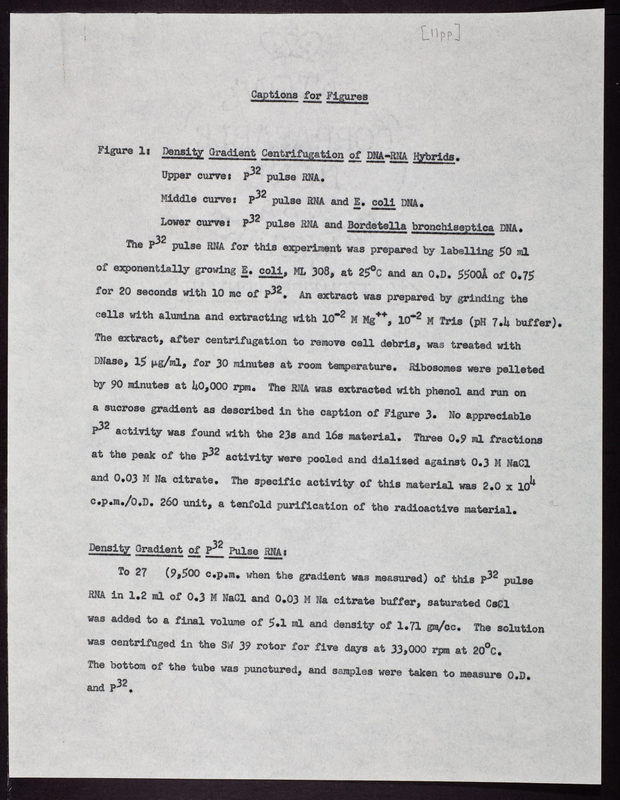 [11pp.]
Captions for Figures
Figure 1: Density Gradient Centrifugation of DNA-RNA Hybrids.
Upper curve: P32 pulse RNA.
Middle curve: P32 pulse RNA and E. coli DNA.
Lower curve: P32 pulse RNA and Bordetella bronchiseptica DNA.
The P32 pulse RNA for this experiment was prepared by labelling 50 ml
of exponentially growing E. coli, ML 308, at 25°C and an O.D. 5500Å of 0.75
for 20 seconds with 10 mc of P32. An extract was prepared by grinding the
cells with alumina and extracting with 10-2 M Mg++, 10-2 M Tris (pH 7.4 buffer).
The extract, after centrifugation to remove cell debris, was treated with
DNase, 15 µg/ml, for 30 minutes at room temperature. Ribosomes were pelleted
by 90 minutes at 40,000 rpm. The RNA was extracted with phenol and run on
a sucrose gradient as described in the caption of Figure 3. No appreciable
P32 activity was found with the 23s and 16s material. Three 0.9 ml fractions
at the peak of the P32 activity were pooled and dialized against 0.3 M NaCl
and 0.03 M Na citrate. The specific activity of this material was 2.0 x 104
c.p.m./O.D. 260 unit, a tenfold purification of the radioactive material.
Density Gradient of P32 Pulse RNA:
To 27 (9,500 c.p.m. when the gradient was measured) of this P32 pulse
RNA in 1.2 ml of 0.3 M NaCl and 0.03 M Na citrate buffer, saturated CsCl
was added to a final volume of 5.1 ml and density of 1.71 gm/cc. The solution
was centrifuged in the SW 39 rotor for five days at 33,000 rpm at 20°C.
The bottom of the tube was punctured, and samples were taken to measure O.D.
and P32.